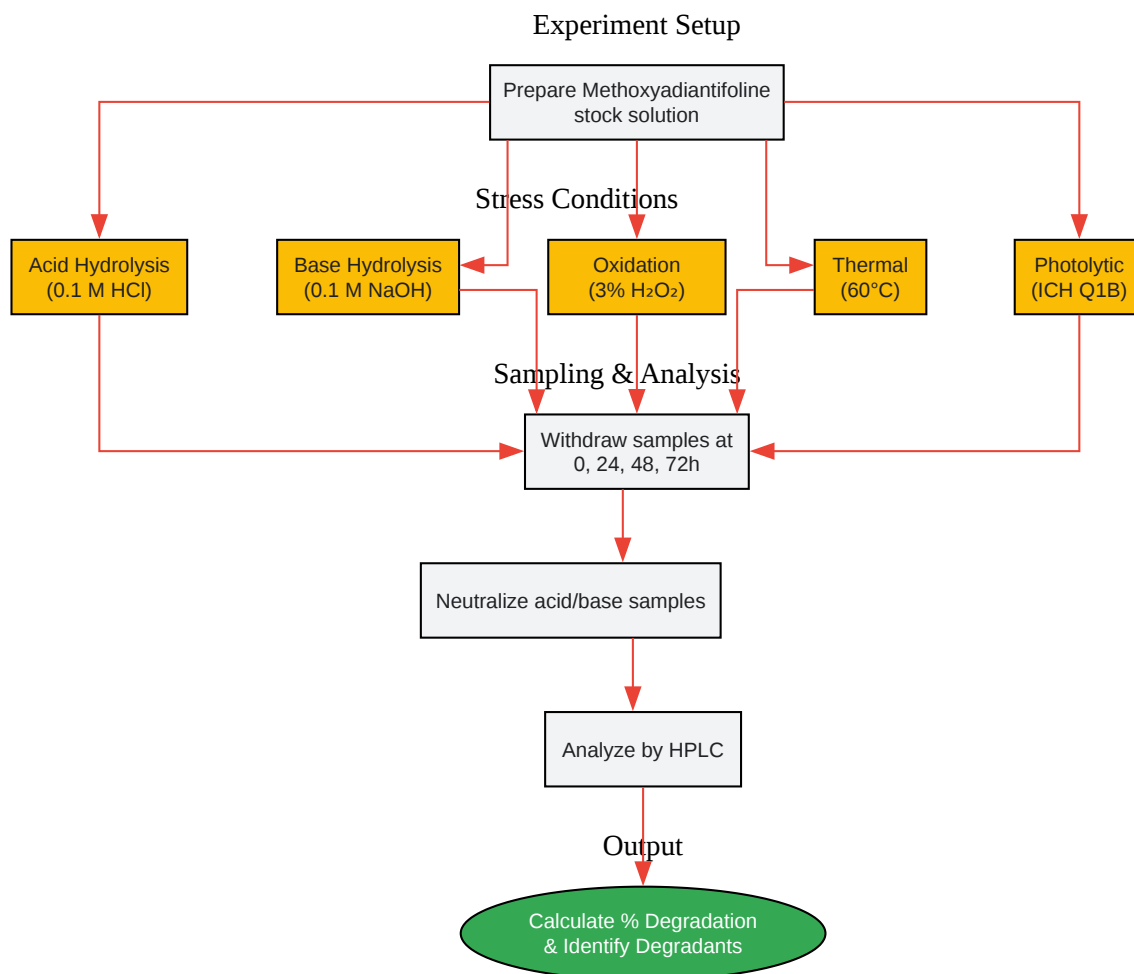 Experiment Setup
Prepare Methoxyadiantifoline
stock solution
Stress Conditions
Acid Hydrolysis
(0.1 M HCl)
Base Hydrolysis
(0.1 M NaOH)
Oxidation
(3% H₂O₂)
Thermal
(60°C)
Photolytic
(ICH Q1B)
Sampling & Analysis
Withdraw samples at
0, 24, 48, 72h
Neutralize acid/base samples
Analyze by HPLC
Output
Calculate % Degradation
& Identify Degradants